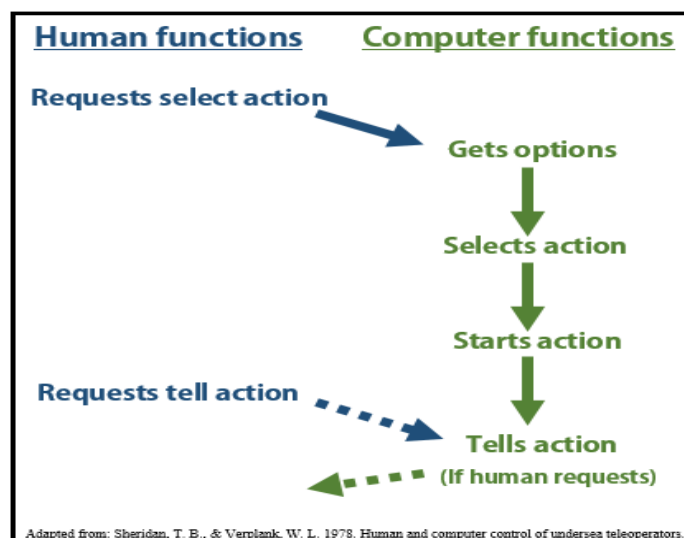 Human functions
Computer functions
Requests select action
Gets options
Selects action
Starts action
Requests tell action
Tells action
(If human requests)
Adapted from: Sheridan, T. B., & Verplank, W. L. 1978. Human and computer control of undersea teleoperators.